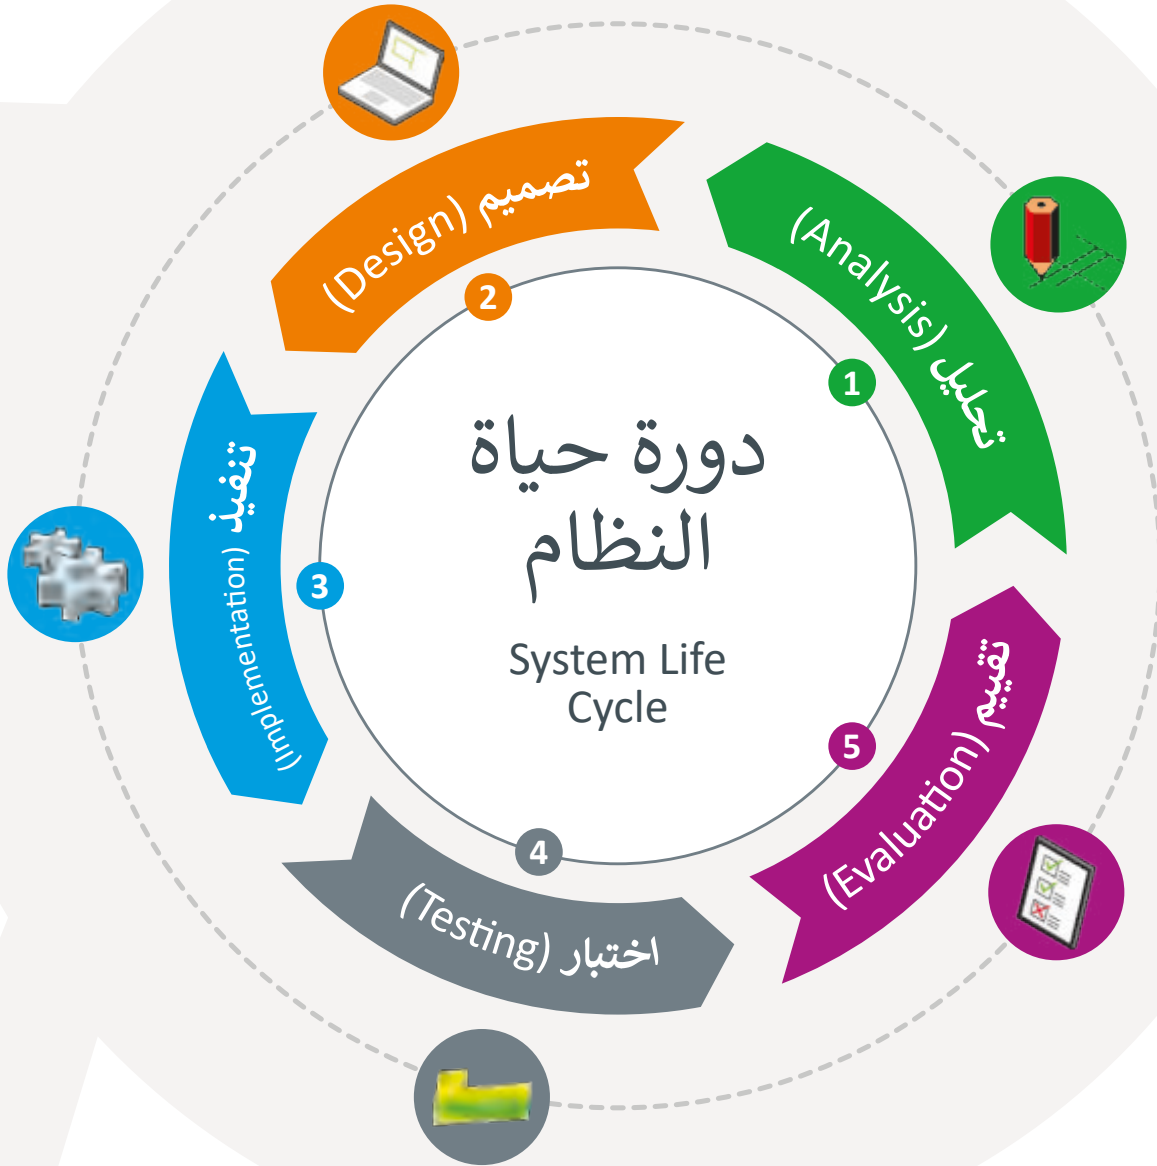 دورة حياة
النظام
System Life
Cycle
1
تحليل (Analysis)
2
تصميم (Design)
3
تنفيذ (Implementation)
4
اختبار (Testing)
5
تقييم (Evaluation)